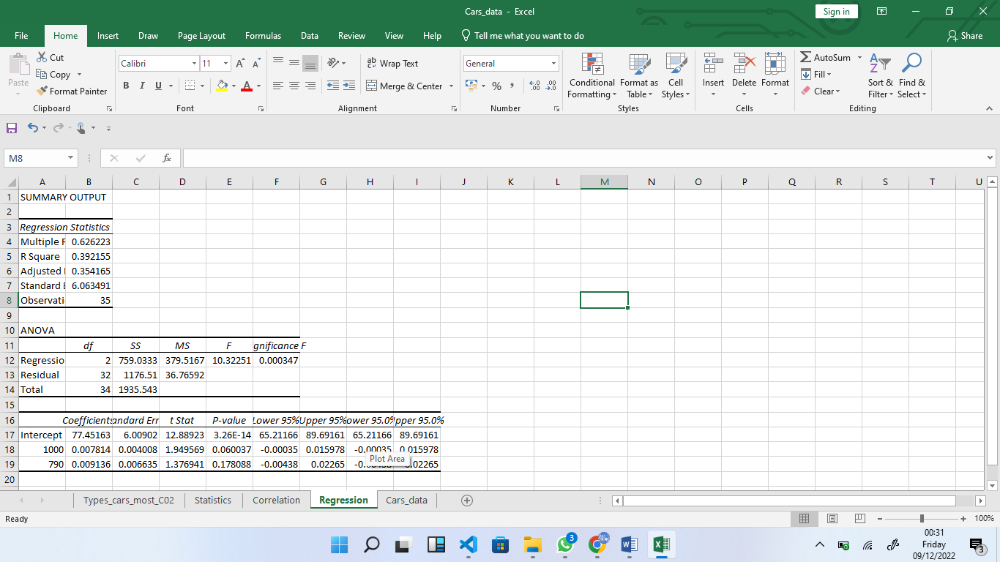 Cars_data - Excel
Sign in
File Home Insert Draw Page Layout Formulas Data Review View Help Tell me what you want to do Share
Paste
Cut
Copy
Format Painter
Clipboard
Calibri 11
B I U
Font
Wrap Text
Merge & Center
Alignment
General
Number
Conditional Formatting
Format as Table
Cell Styles
Styles
Insert
Delete
Format
Cells
AutoSum
Fill
Clear
Sort & Filter
Find & Select
Editing
M8
fx
A B C D E F G H I J K L M N O P Q R S T U
1 SUMMARY OUTPUT
2
3 Regression Statistics
4 Multiple R 0.626223
5 R Square 0.392155
6 Adjusted 0.354165
7 Standard E 6.063491
8 Observati 35
9
10 ANOVA
11 df SS MS F gnificance F
12 Regressio 2 759.0333 379.5167 10.32251 0.000347
13 Residual 32 1176.51 36.76592
14 Total 34 1935.543
15
16 Coefficients andard Err t Stat P-value Lower 95% Upper 95% ower 95.0% pper 95.0%
17 Intercept 77.45163 6.00902 12.88923 3.26E-14 65.21166 89.69161 65.21166 89.69161
18 1000 0.007814 0.004008 1.949569 0.060037 -0.00035 0.015978 -0.00035 0.015978
19 790 0.009136 0.006635 1.376941 0.178088 -0.00438 0.02265 02265
Plot Area
20
Types_cars_most_C02 Statistics Correlation Regression Cars_data
Ready
100%
3
00:31
Friday
09/12/2022
3